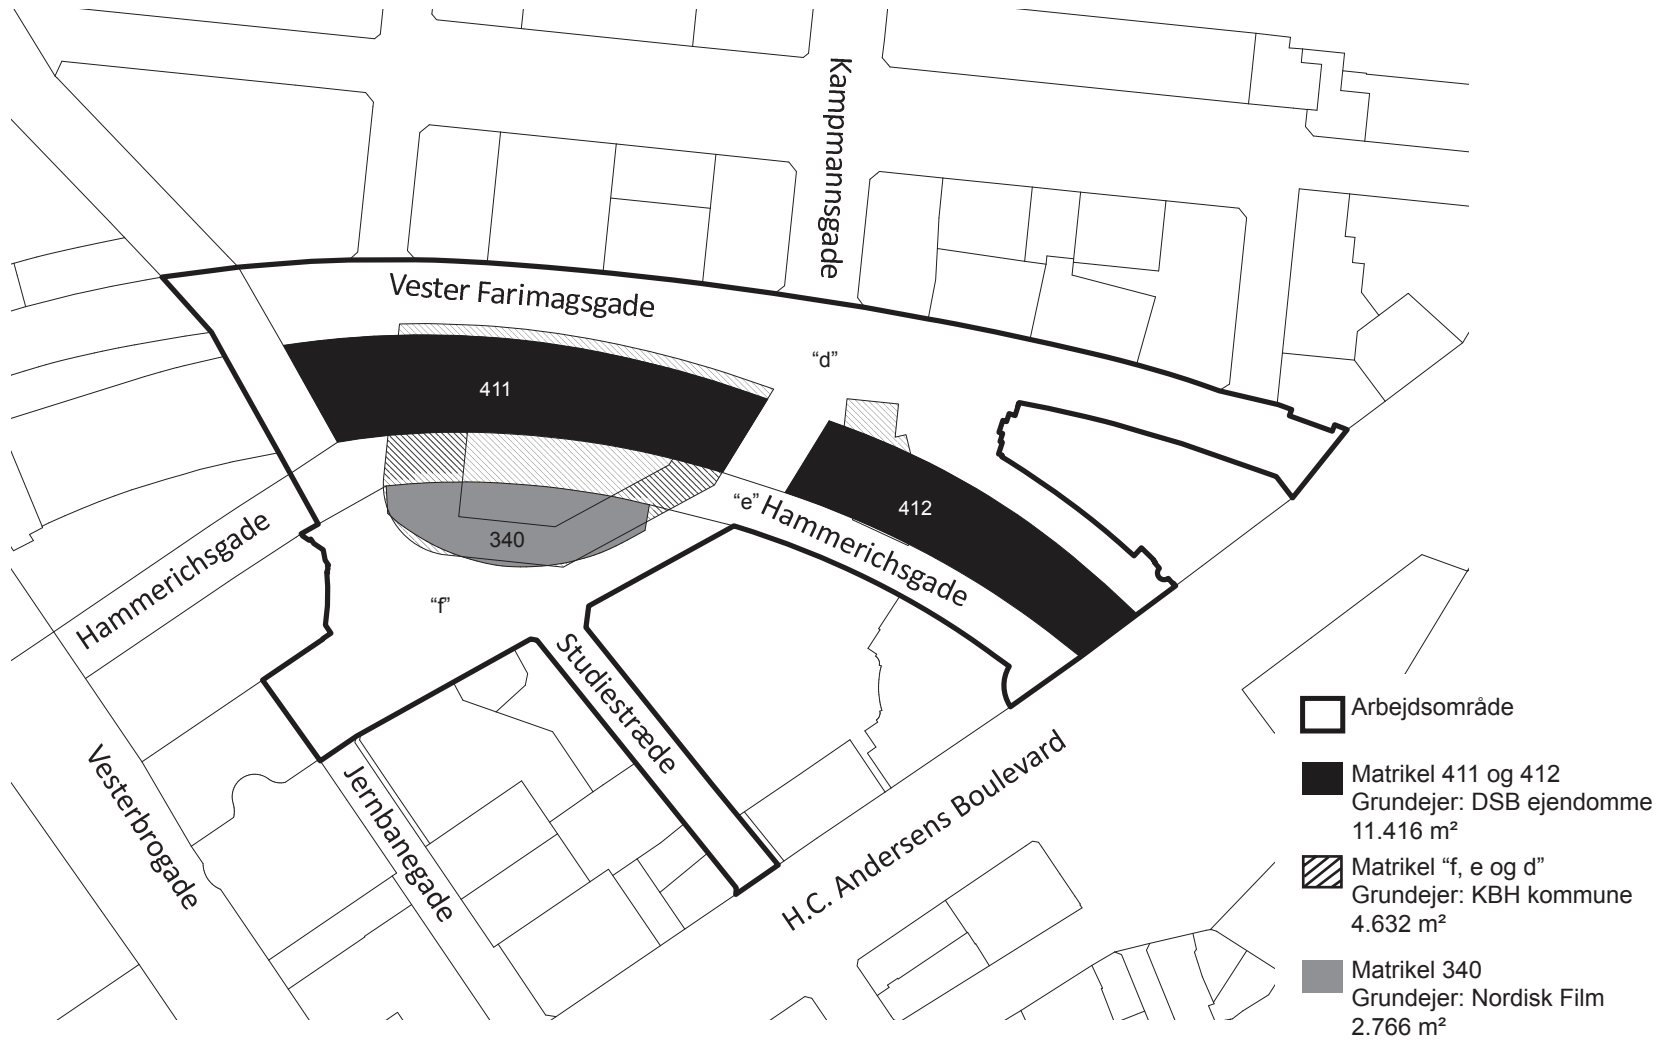 Kampmannsgade
Vester Farimagsgade
“d”
411
412
“e”
Hammerichsgade
340
“f”
Hammerichsgade
Studiestræde
Vesterbrogade
Jernbanegade
H.C. Andersens Boulevard
Arbejdsområde
Matrikel 411 og 412
Grundejer: DSB ejendomme
11.416 m²
Matrikel “f, e og d”
Grundejer: KBH kommune
4.632 m²
Matrikel 340
Grundejer: Nordisk Film
2.766 m²